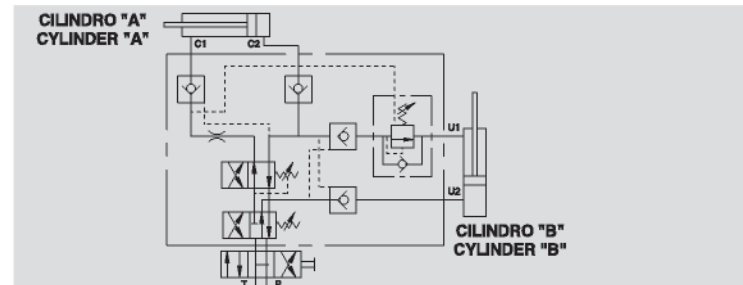 CILINDRO "A"
CYLINDER "A"
C1
C2
U1
U2
CILINDRO "B"
CYLINDER "B"
T
P